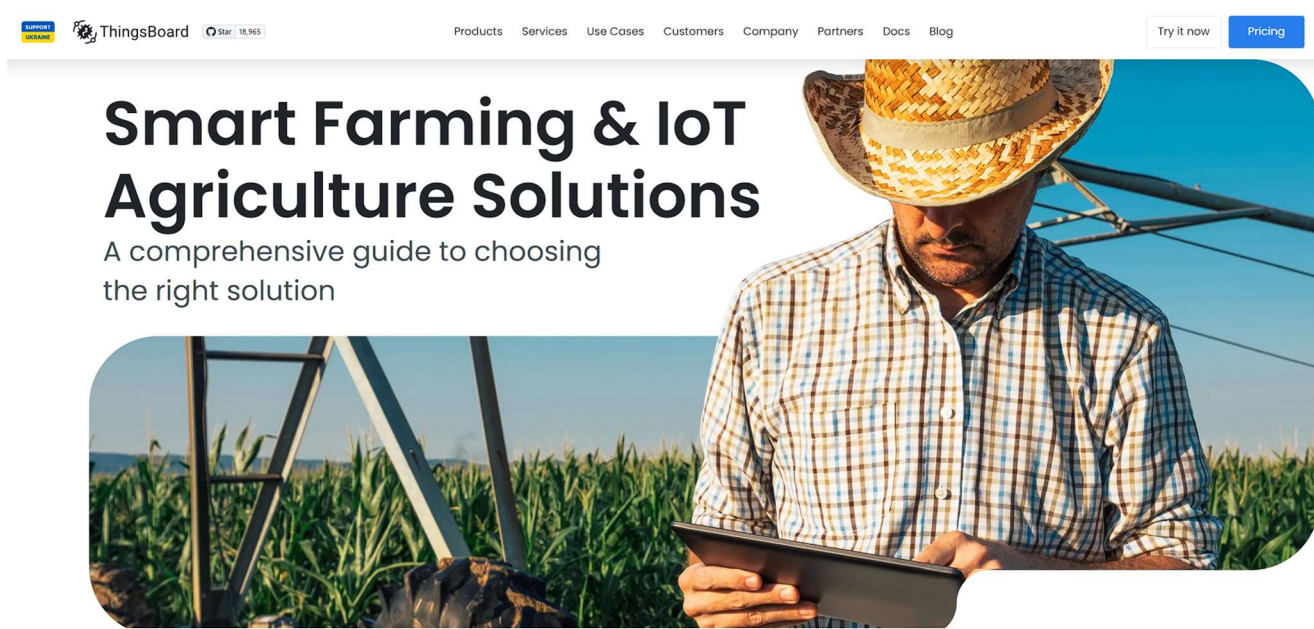 SUPPORT
UKRAINE
ThingsBoard
Star 18,965
Products Services Use Cases Customers Company Partners Docs Blog
Try it now
Pricing
Smart Farming & IoT
Agriculture Solutions
A comprehensive guide to choosing
the right solution